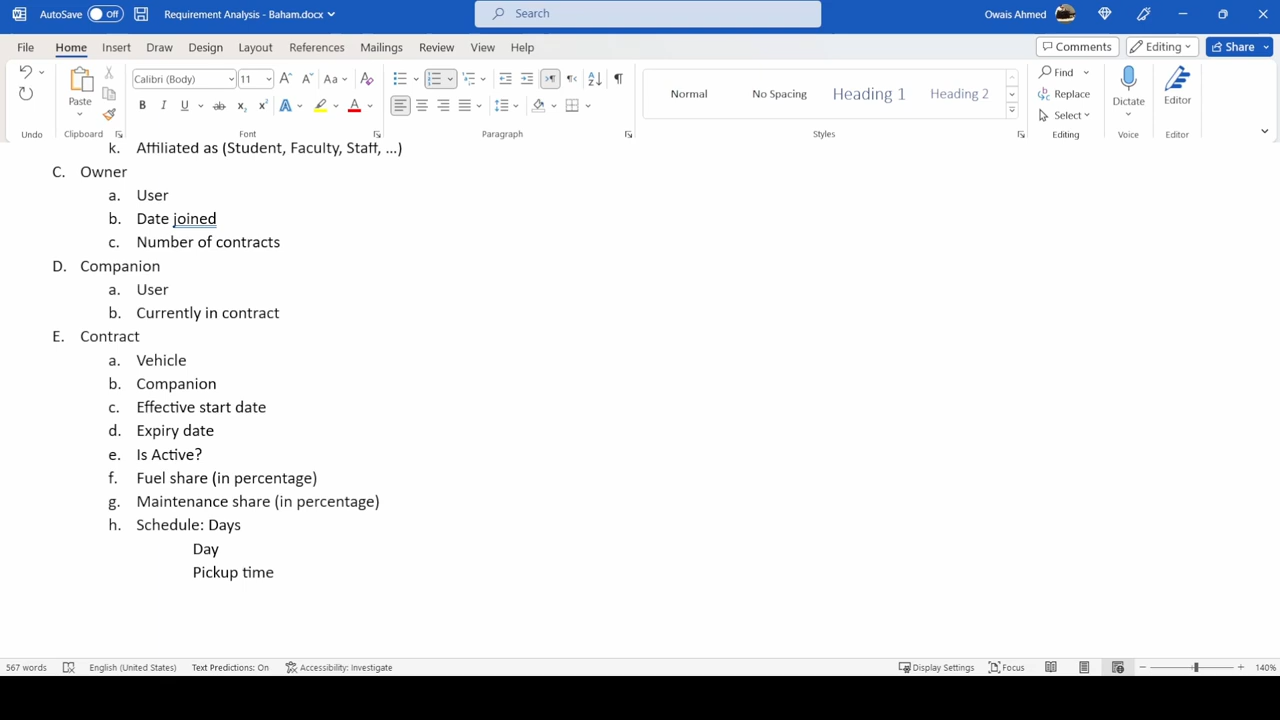 AutoSave Off Requirement Analysis - Baham.docx Search Owais Ahmed
File Home Insert Draw Design Layout References Mailings Review View Help Comments Editing Share
Calibri (Body) 11 Normal No Spacing Heading 1 Heading 2 Find
Paste Replace Dictate Editor
Select
Undo Clipboard Font Paragraph Styles Editing Voice Editor
k. Affiliated as (Student, Faculty, Staff, ...)
C. Owner
a. User
b. Date joined
c. Number of contracts
D. Companion
a. User
b. Currently in contract
E. Contract
a. Vehicle
b. Companion
c. Effective start date
d. Expiry date
e. Is Active?
f. Fuel share (in percentage)
g. Maintenance share (in percentage)
h. Schedule: Days
Day
Pickup time
567 words English (United States) Text Predictions: On Accessibility: Investigate Display Settings Focus 140%